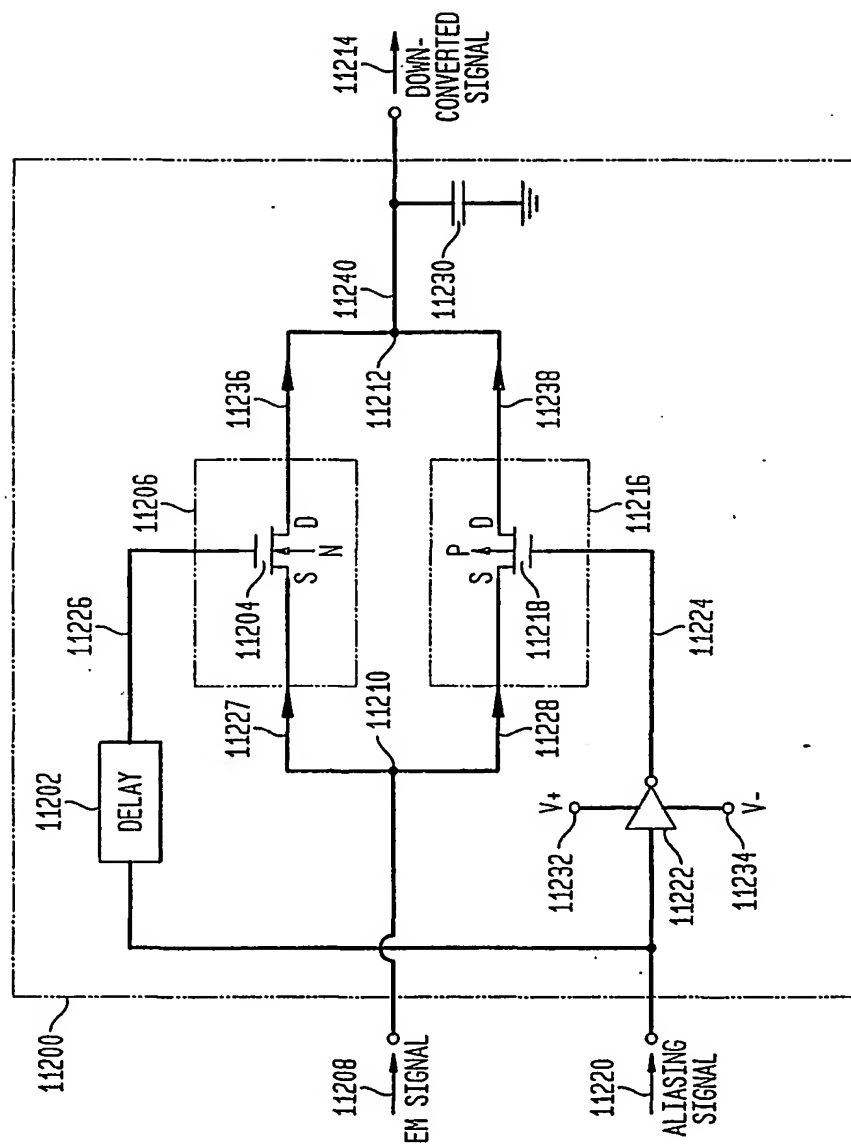 11200
11202
DELAY
11226
11206
11204
N
S
D
11236
11227
11208
EM SIGNAL
11210
11212
11240
11230
11214
DOWN-
CONVERTED
SIGNAL
11228
S
P
D
11218
11216
11238
11224
V+
11232
11222
11234
V-
11220
ALIASING
SIGNAL